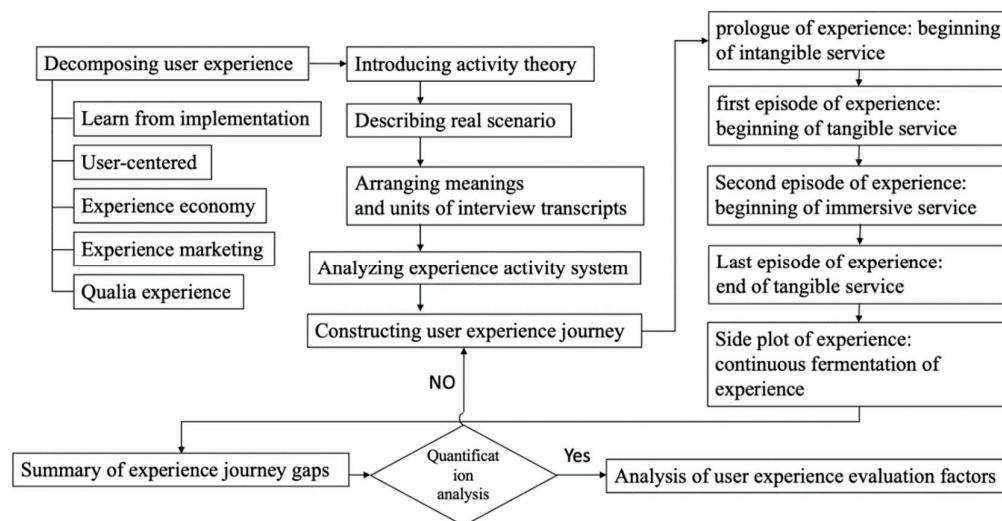 Decomposing user experience
Learn from implementation
User-centered
Experience economy
Experience marketing
Qualia experience
Introducing activity theory
Describing real scenario
Arranging meanings
and units of interview transcripts
Analyzing experience activity system
Constructing user experience journey
prologue of experience: beginning
of intangible service
first episode of experience:
beginning of tangible service
Second episode of experience:
beginning of immersive service
Last episode of experience:
end of tangible service
Side plot of experience:
continuous fermentation of
experience
Summary of experience journey gaps
Quantificat
ion
analysis
NO
Yes
Analysis of user experience evaluation factors